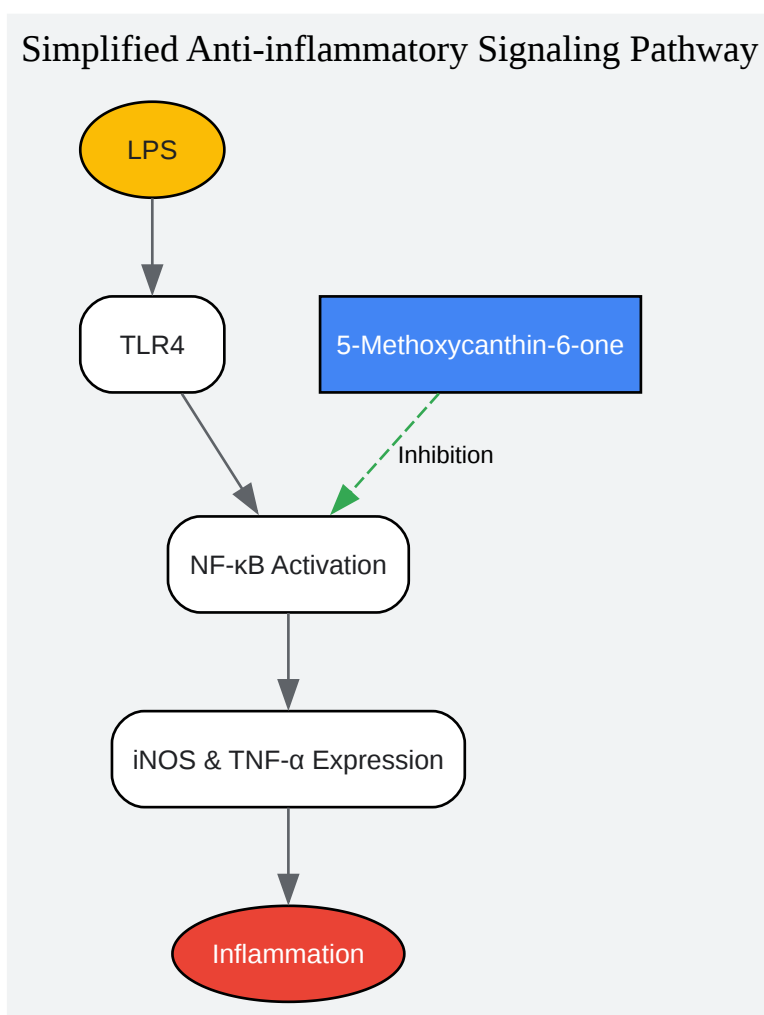 Simplified Anti-inflammatory Signaling Pathway
LPS
TLR4
5-Methoxycanthin-6-one
Inhibition
NF-κB Activation
iNOS & TNF-α Expression
Inflammation